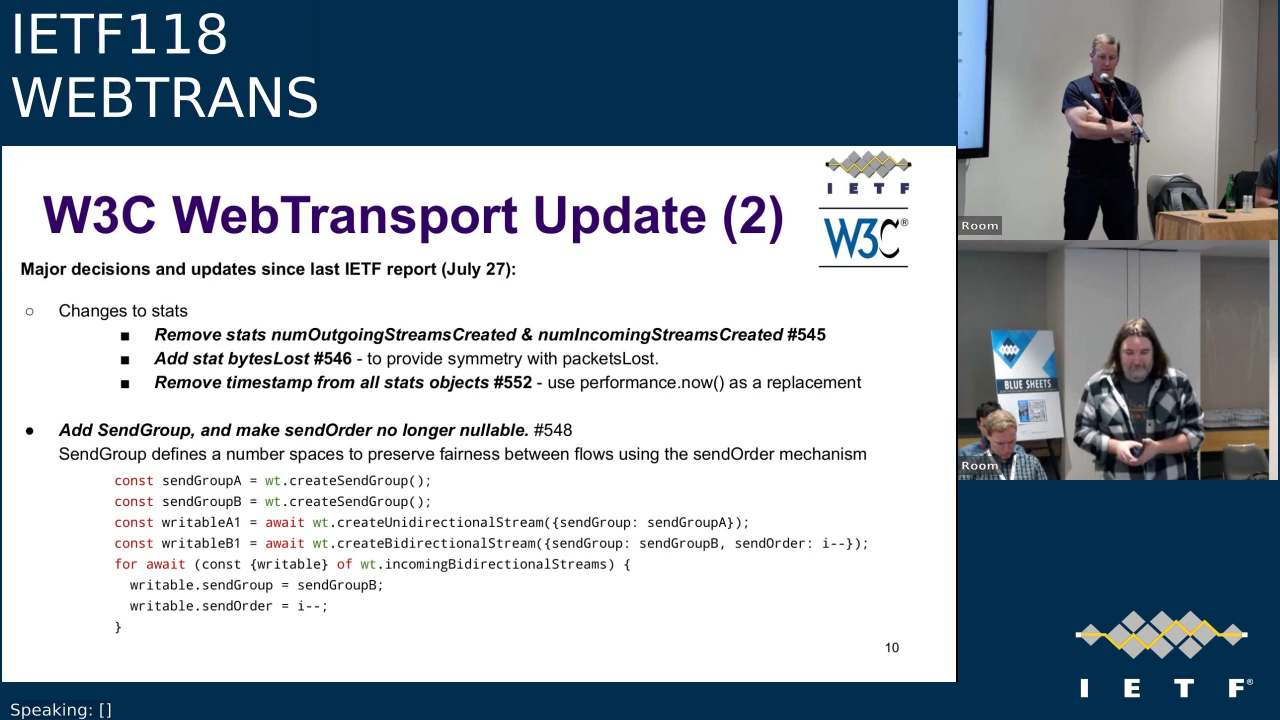 IETF118
WEBTRANS
I E T F
W3C®
W3C WebTransport Update (2)
Major decisions and updates since last IETF report (July 27):
○ Changes to stats
■ Remove stats numOutgoingStreamsCreated & numIncomingStreamsCreated #545
■ Add stat bytesLost #546 - to provide symmetry with packetsLost.
■ Remove timestamp from all stats objects #552 - use performance.now() as a replacement
● Add SendGroup, and make sendOrder no longer nullable. #548
SendGroup defines a number spaces to preserve fairness between flows using the sendOrder mechanism
const sendGroupA = wt.createSendGroup();
const sendGroupB = wt.createSendGroup();
const writableA1 = await wt.createUnidirectionalStream({sendGroup: sendGroupA});
const writableB1 = await wt.createBidirectionalStream({sendGroup: sendGroupB, sendOrder: i--});
for await (const {writable} of wt.incomingBidirectionalStreams) {
writable.sendGroup = sendGroupB;
writable.sendOrder = i--;
}
10
Room
BLUE SHEETS
Room
I E T F®
Speaking: []